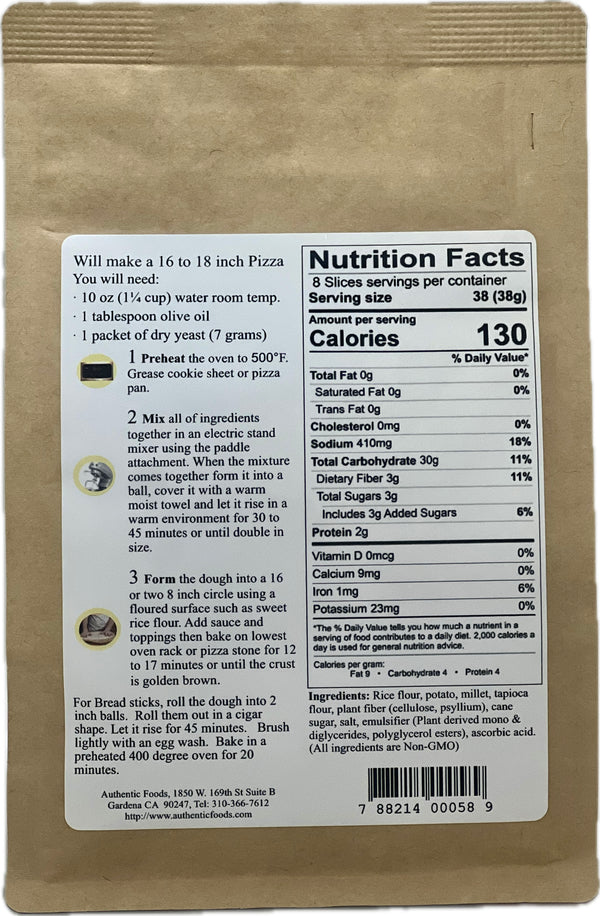 Will make a 16 to 18 inch Pizza
You will need:
· 10 oz (1¼ cup) water room temp.
· 1 tablespoon olive oil
· 1 packet of dry yeast (7 grams)
1 Preheat the oven to 500°F.
Grease cookie sheet or pizza
pan.
2 Mix all of ingredients
together in an electric stand
mixer using the paddle
attachment. When the mixture
comes together form it into a
ball, cover it with a warm
moist towel and let it rise in a
warm environment for 30 to
45 minutes or until double in
size.
3 Form the dough into a 16
or two 8 inch circle using a
floured surface such as sweet
rice flour. Add sauce and
toppings then bake on lowest
oven rack or pizza stone for 12
to 17 minutes or until the crust
is golden brown.
For Bread sticks, roll the dough into 2
inch balls. Roll them out in a cigar
shape. Let it rise for 45 minutes. Brush
lightly with an egg wash. Bake in a
preheated 400 degree oven for 20
minutes.
Authentic Foods, 1850 W. 169th St Suite B
Gardena CA 90247, Tel: 310-366-7612
http://www.authenticfoods.com
Nutrition Facts
8 Slices servings per container
Serving size 38 (38g)
Amount per serving
Calories 130
% Daily Value*
Total Fat 0g 0%
Saturated Fat 0g 0%
Trans Fat 0g
Cholesterol 0mg 0%
Sodium 410mg 18%
Total Carbohydrate 30g 11%
Dietary Fiber 3g 11%
Total Sugars 3g
Includes 3g Added Sugars 6%
Protein 2g
Vitamin D 0mcg 0%
Calcium 9mg 0%
Iron 1mg 6%
Potassium 23mg 0%
*The % Daily Value tells you how much a nutrient in a
serving of food contributes to a daily diet. 2,000 calories a
day is used for general nutrition advice.
Calories per gram:
Fat 9 • Carbohydrate 4 • Protein 4
Ingredients: Rice flour, potato, millet, tapioca
flour, plant fiber (cellulose, psyllium), cane
sugar, salt, emulsifier (Plant derived mono &
diglycerides, polyglycerol esters), ascorbic acid.
(All ingredients are Non-GMO)
7 88214 00058 9